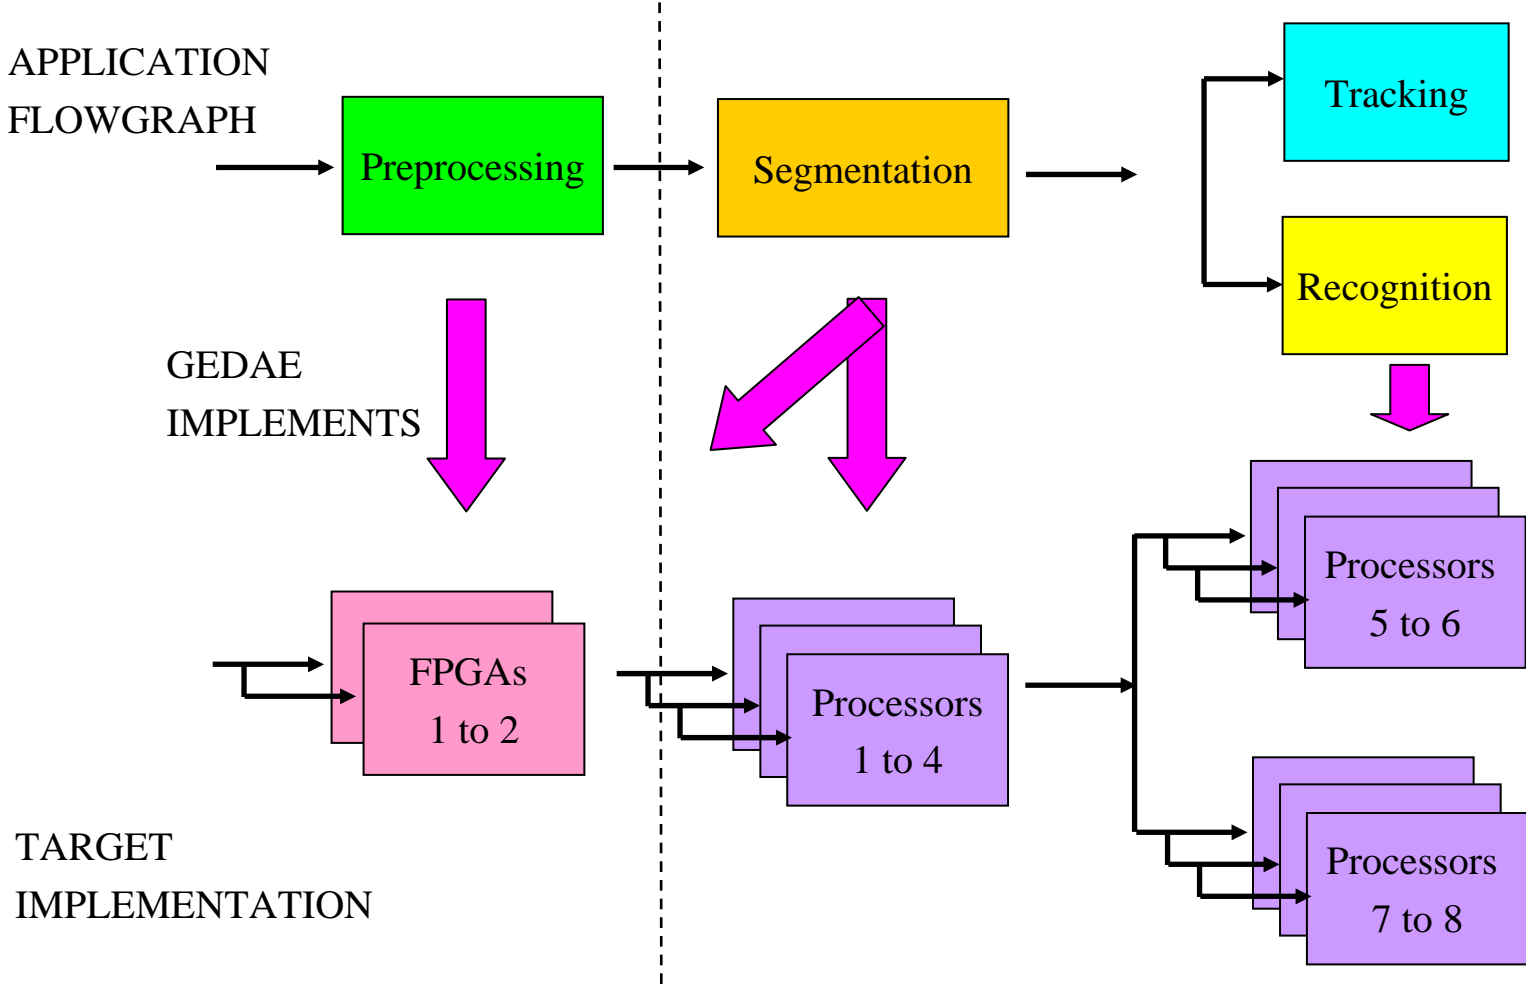 APPLICATION
FLOWGRAPH
Preprocessing
Segmentation
Tracking
Recognition
GEDAE
IMPLEMENTS
FPGAs
1 to 2
Processors
1 to 4
Processors
5 to 6
Processors
7 to 8
TARGET
IMPLEMENTATION